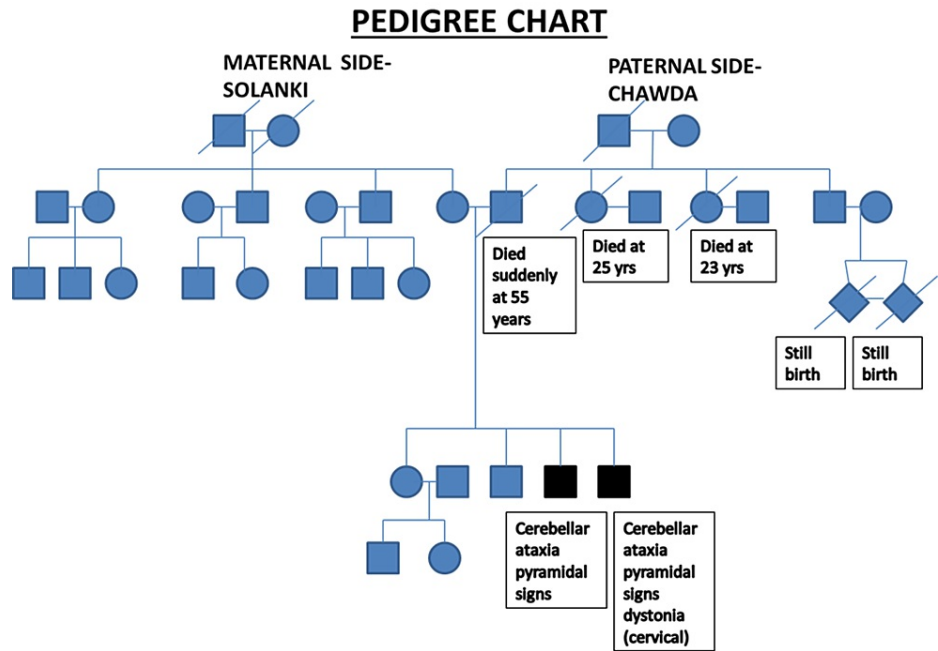 PEDIGREE CHART
MATERNAL SIDE-
SOLANKI
PATERNAL SIDE-
CHAWDA
Died
suddenly
at 55
years
Died at
25 yrs
Died at
23 yrs
Still
birth
Still
birth
Cerebellar
ataxia
pyramidal
signs
Cerebellar
ataxia
pyramidal
signs
dystonia
(cervical)